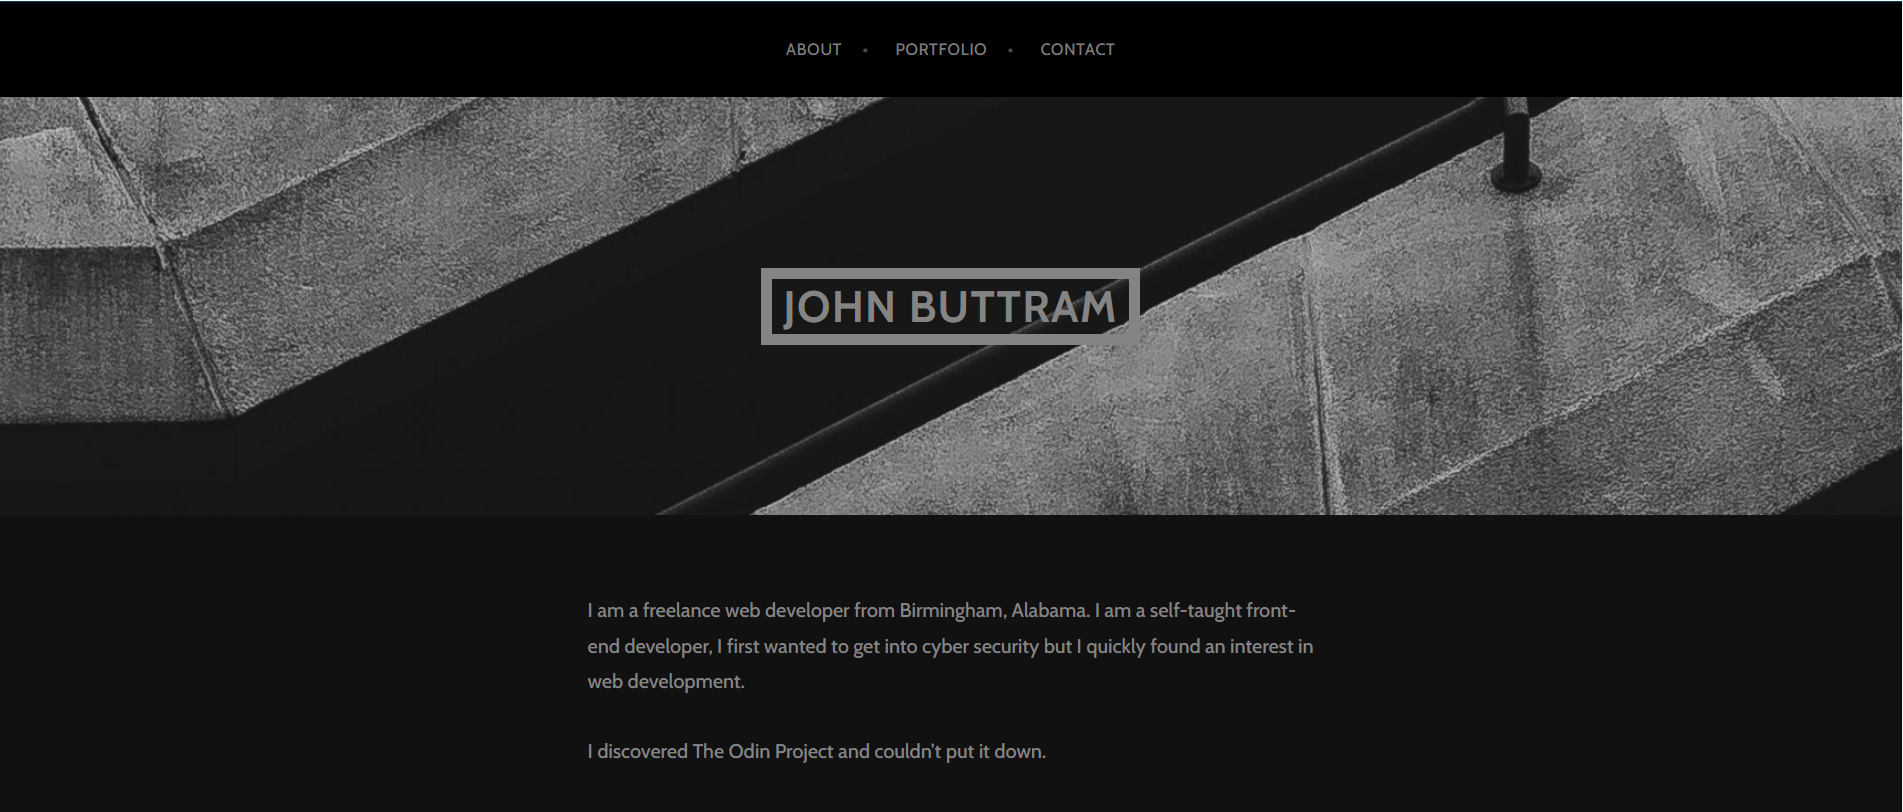 ABOUT • PORTFOLIO • CONTACT
JOHN BUTTRAM
I am a freelance web developer from Birmingham, Alabama. I am a self-taught front-
end developer, I first wanted to get into cyber security but I quickly found an interest in
web development.
I discovered The Odin Project and couldn’t put it down.